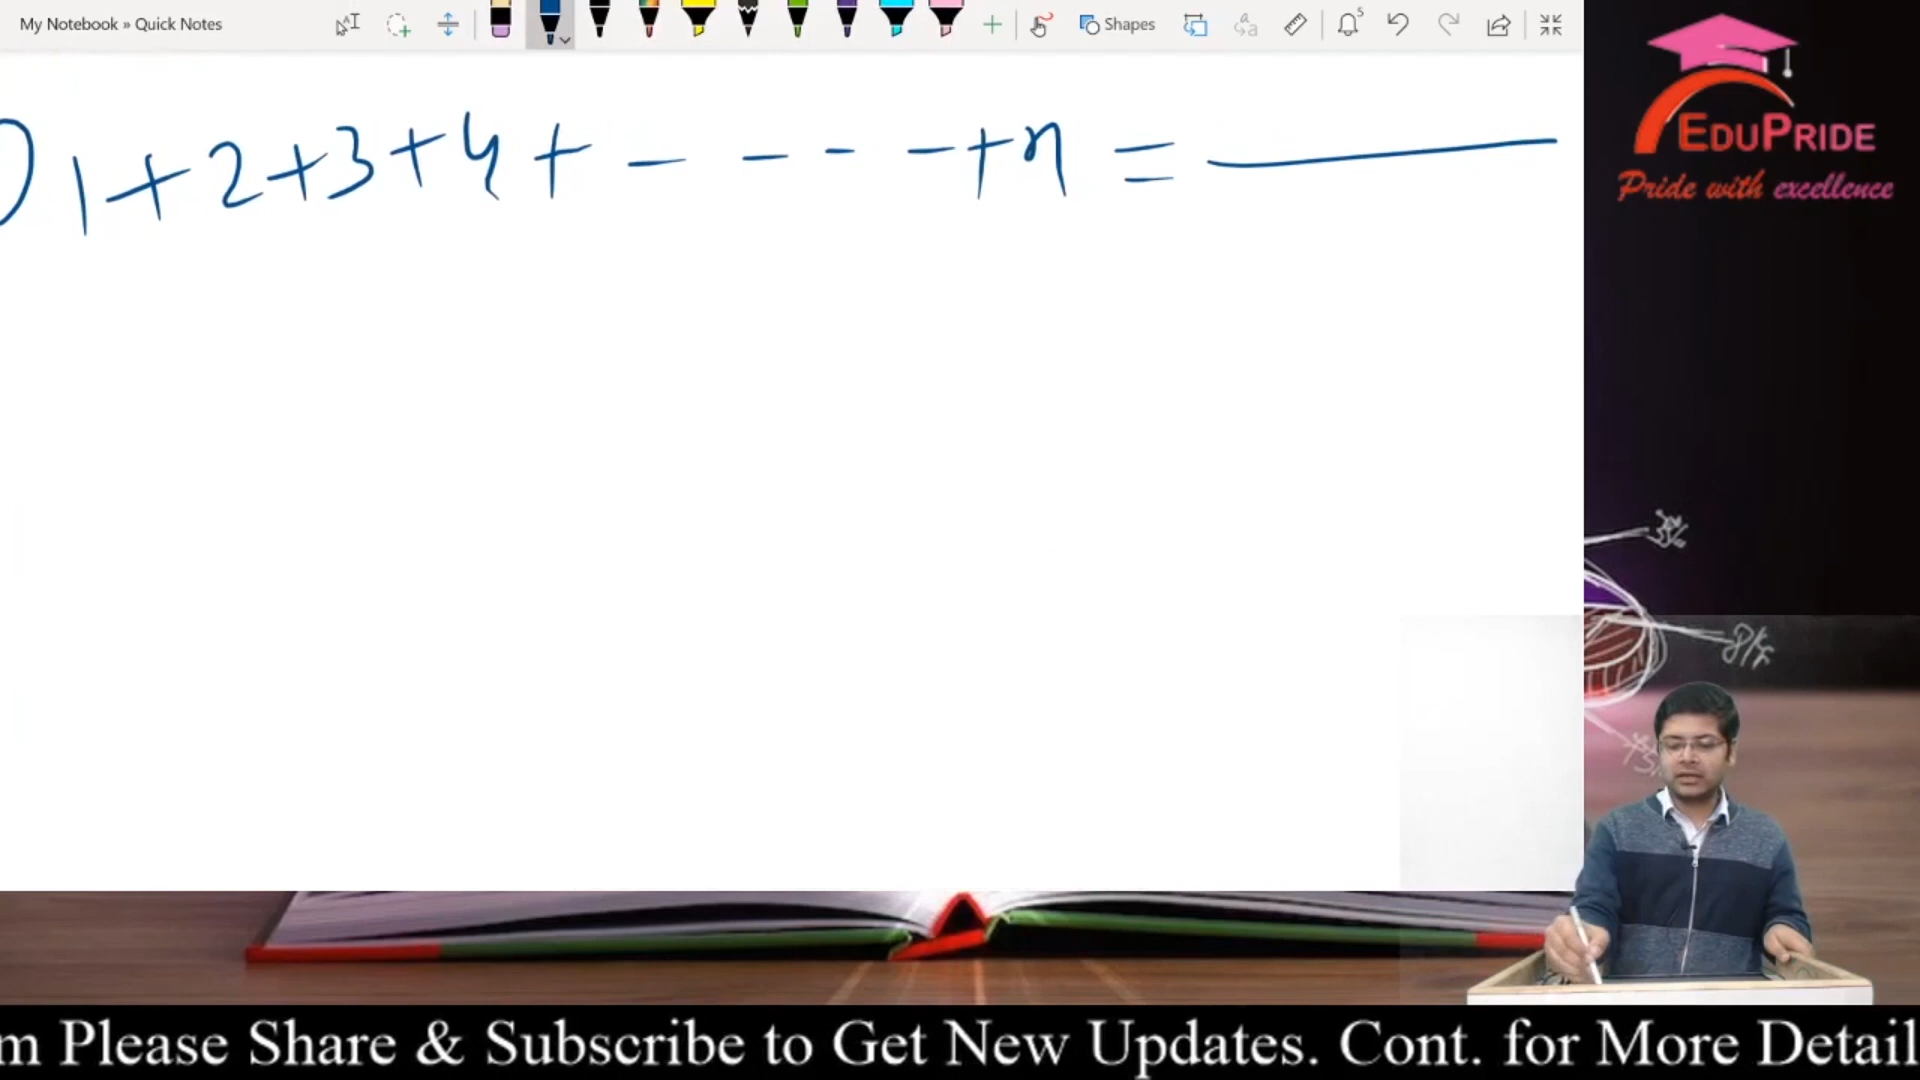 My Notebook » Quick Notes
Shapes
5
) 1+2+3+4+ - - - - +n = ______
EDUPRIDE
Pride with excellence
m Please Share & Subscribe to Get New Updates. Cont. for More Detail